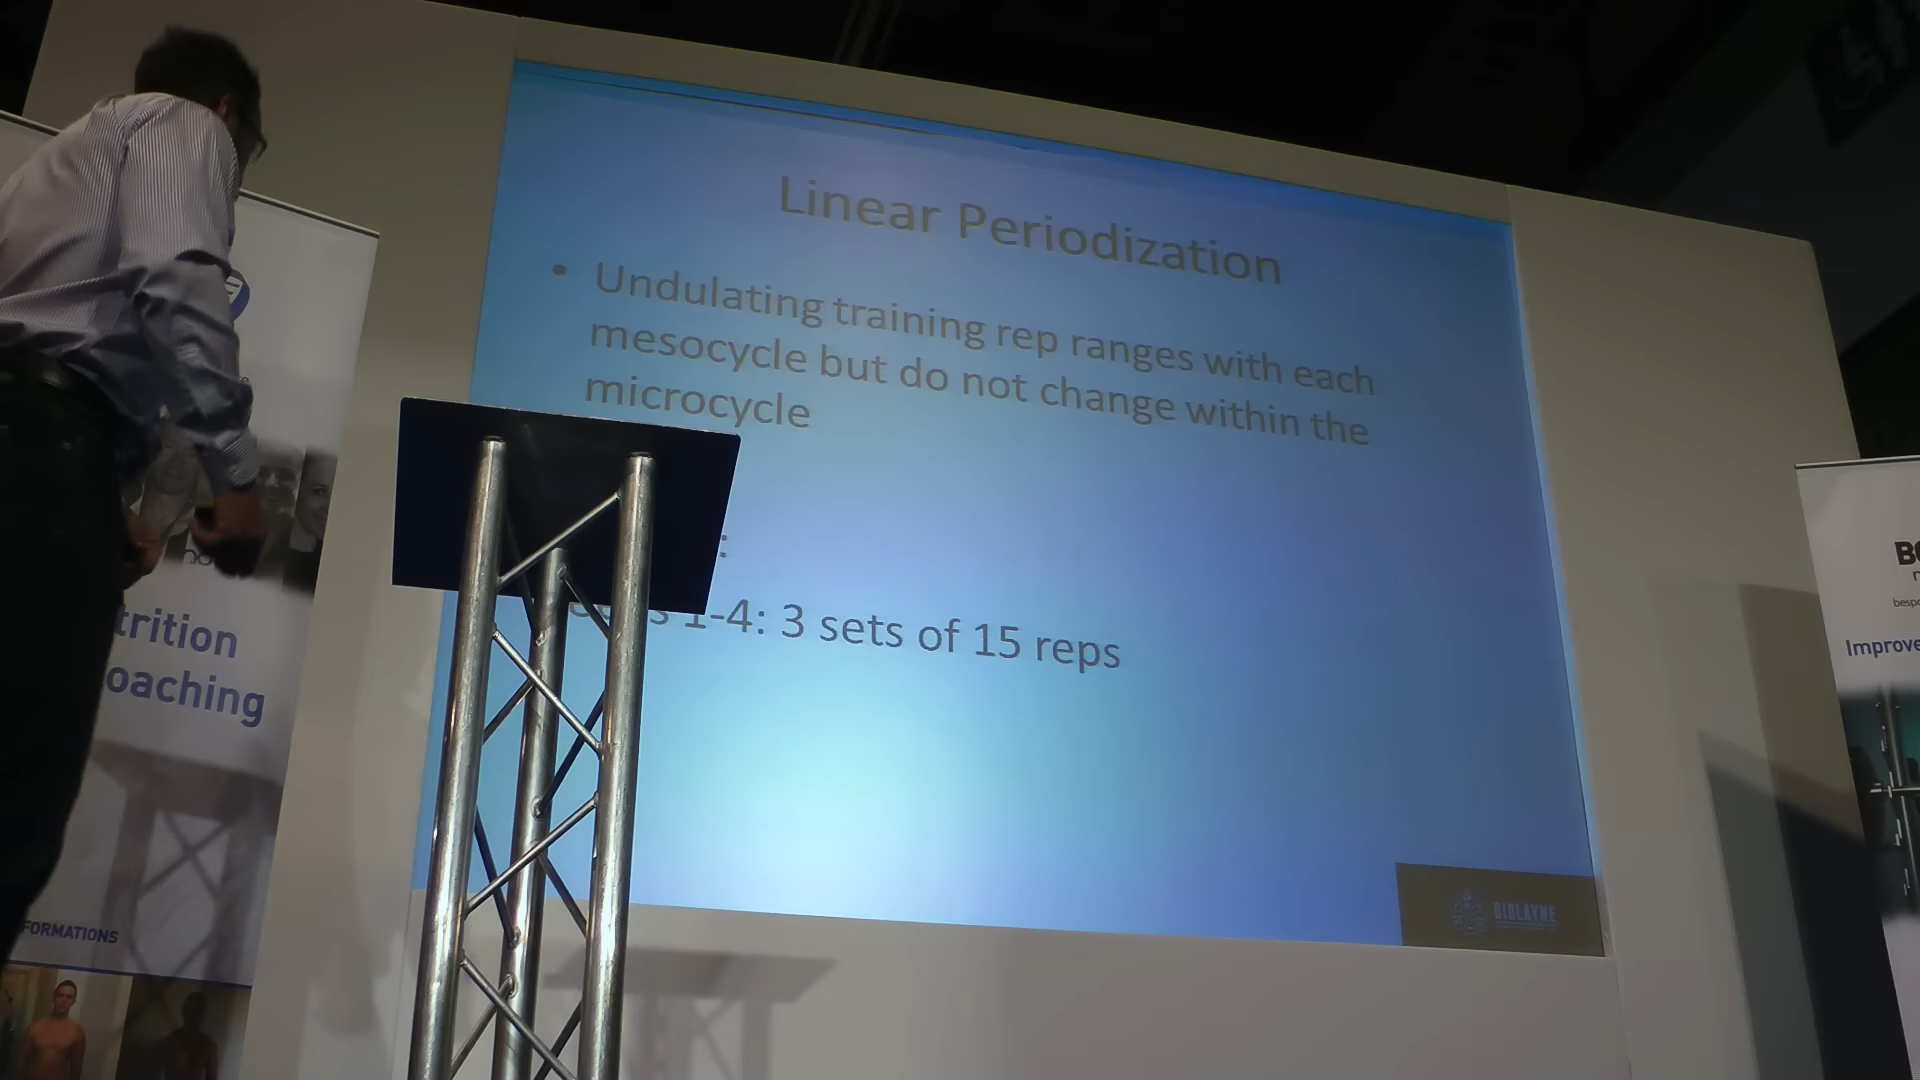 Linear Periodization
• Undulating training rep ranges with each
mesocycle but do not change within the
microcycle
:
1-4: 3 sets of 15 reps
BIOLAYNE
trition
oaching
FORMATIONS
Improve